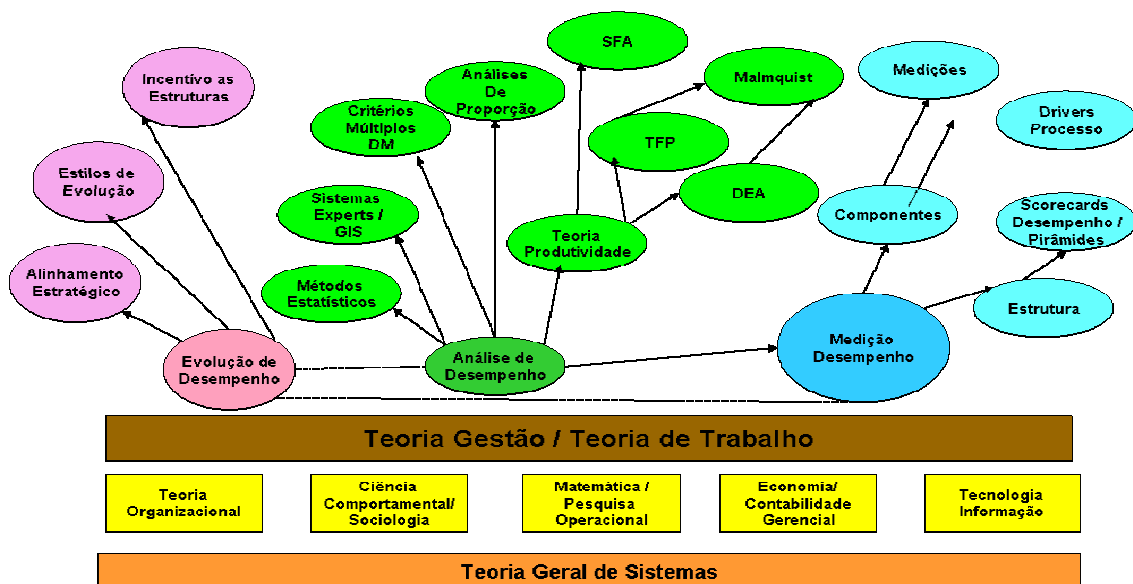 SFA
Incentivo as
Estruturas
Análises
De
Proporção
Malmquist
Medições
Critérios
Múltiplos
DM
Drivers
Processo
TFP
Estilos de
Evolução
Sistemas
Experts /
GIS
DEA
Componentes
Scorecards
Desempenho /
Pirâmides
Teoria
Produtividade
Alinhamento
Estratégico
Métodos
Estatísticos
Estrutura
Evolução de
Desempenho
Análise de
Desempenho
Medição
Desempenho
Teoria Gestão / Teoria de Trabalho
Teoria
Organizacional
Ciência
Comportamental/
Sociologia
Matemática /
Pesquisa
Operacional
Economia/
Contabilidade
Gerencial
Tecnologia
Informação
Teoria Geral de Sistemas